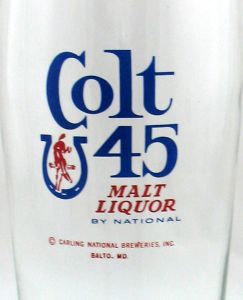 Colt
45
MALT
LIQUOR
BY NATIONAL
© CARLING NATIONAL BREWERIES, INC.
BALTO. MD.